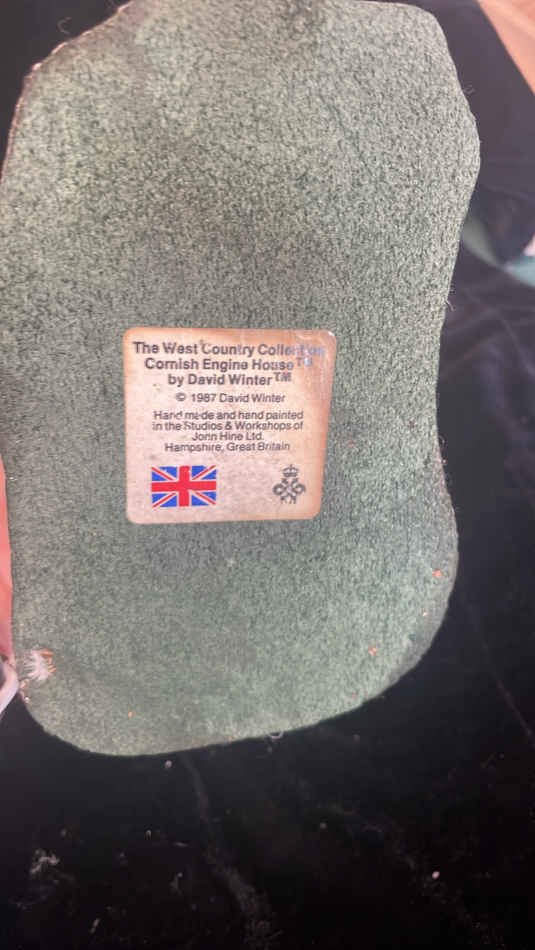 The West Country Collection
Cornish Engine House™
by David Winter™
© 1987 David Winter
Hand made and hand painted
in the Studios & Workshops of
John Hine Ltd.
Hampshire, Great Britain